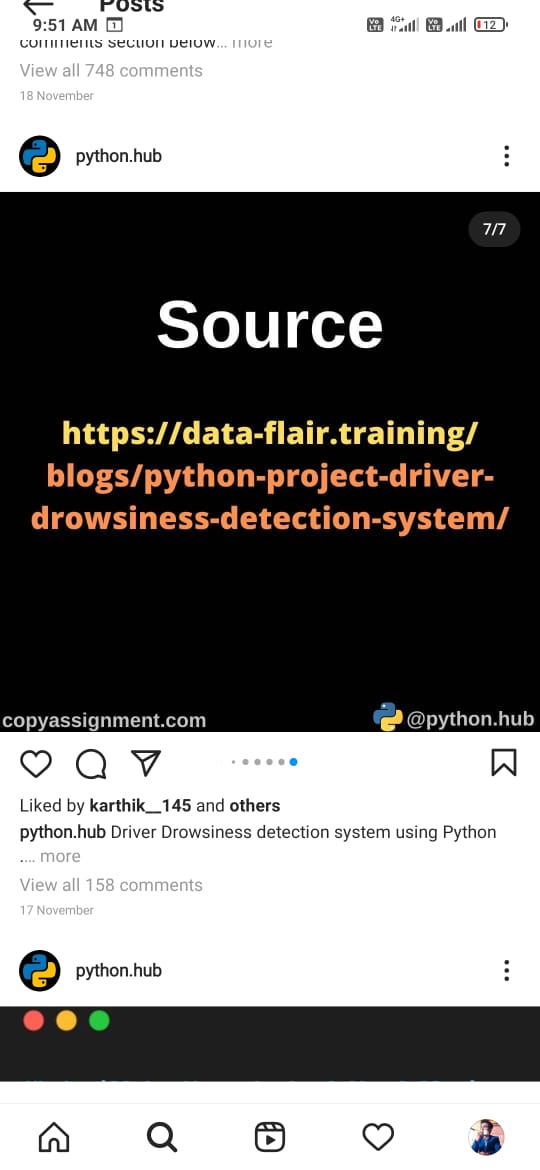 Posts
9:51 AM 1 Vo LTE 4G+ Vo LTE 12
comments section below... more
View all 748 comments
18 November
python.hub
7/7
Source
https://data-flair.training/
blogs/python-project-driver-
drowsiness-detection-system/
copyassignment.com @python.hub
Liked by karthik__145 and others
python.hub Driver Drowsiness detection system using Python
.... more
View all 158 comments
17 November
python.hub